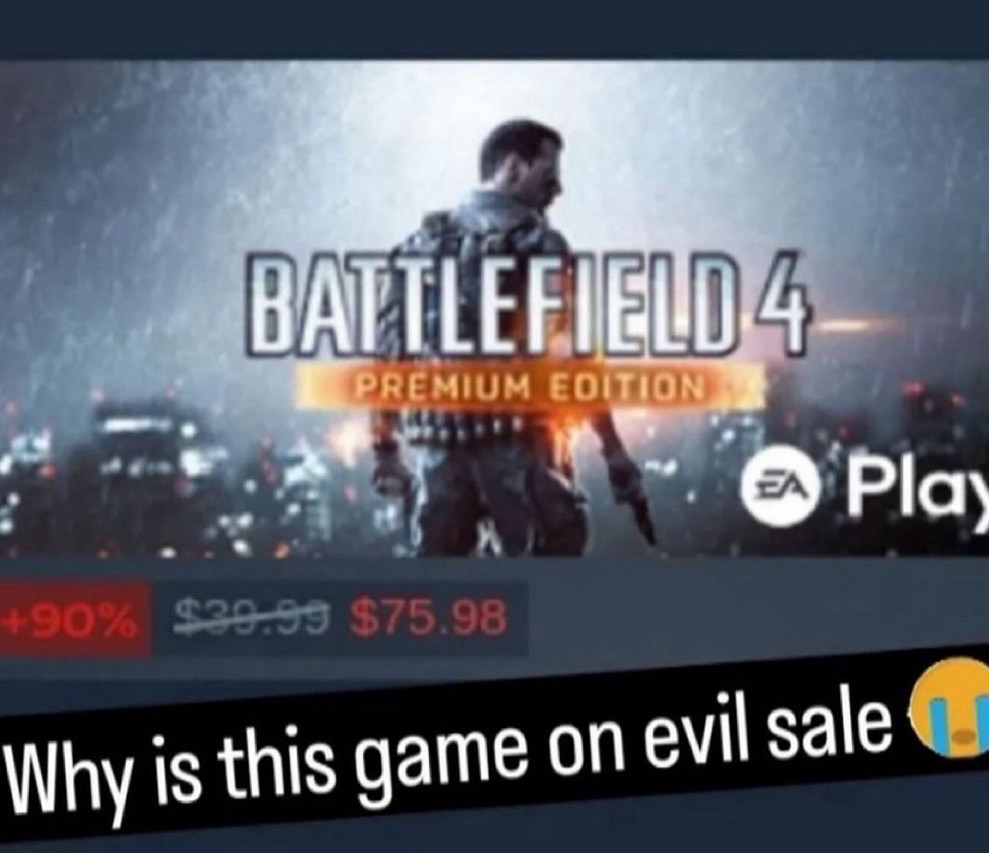 BATTLEFIELD 4
PREMIUM EDITION
EA Play
+90% $39.99 $75.98
Why is this game on evil sale 😭